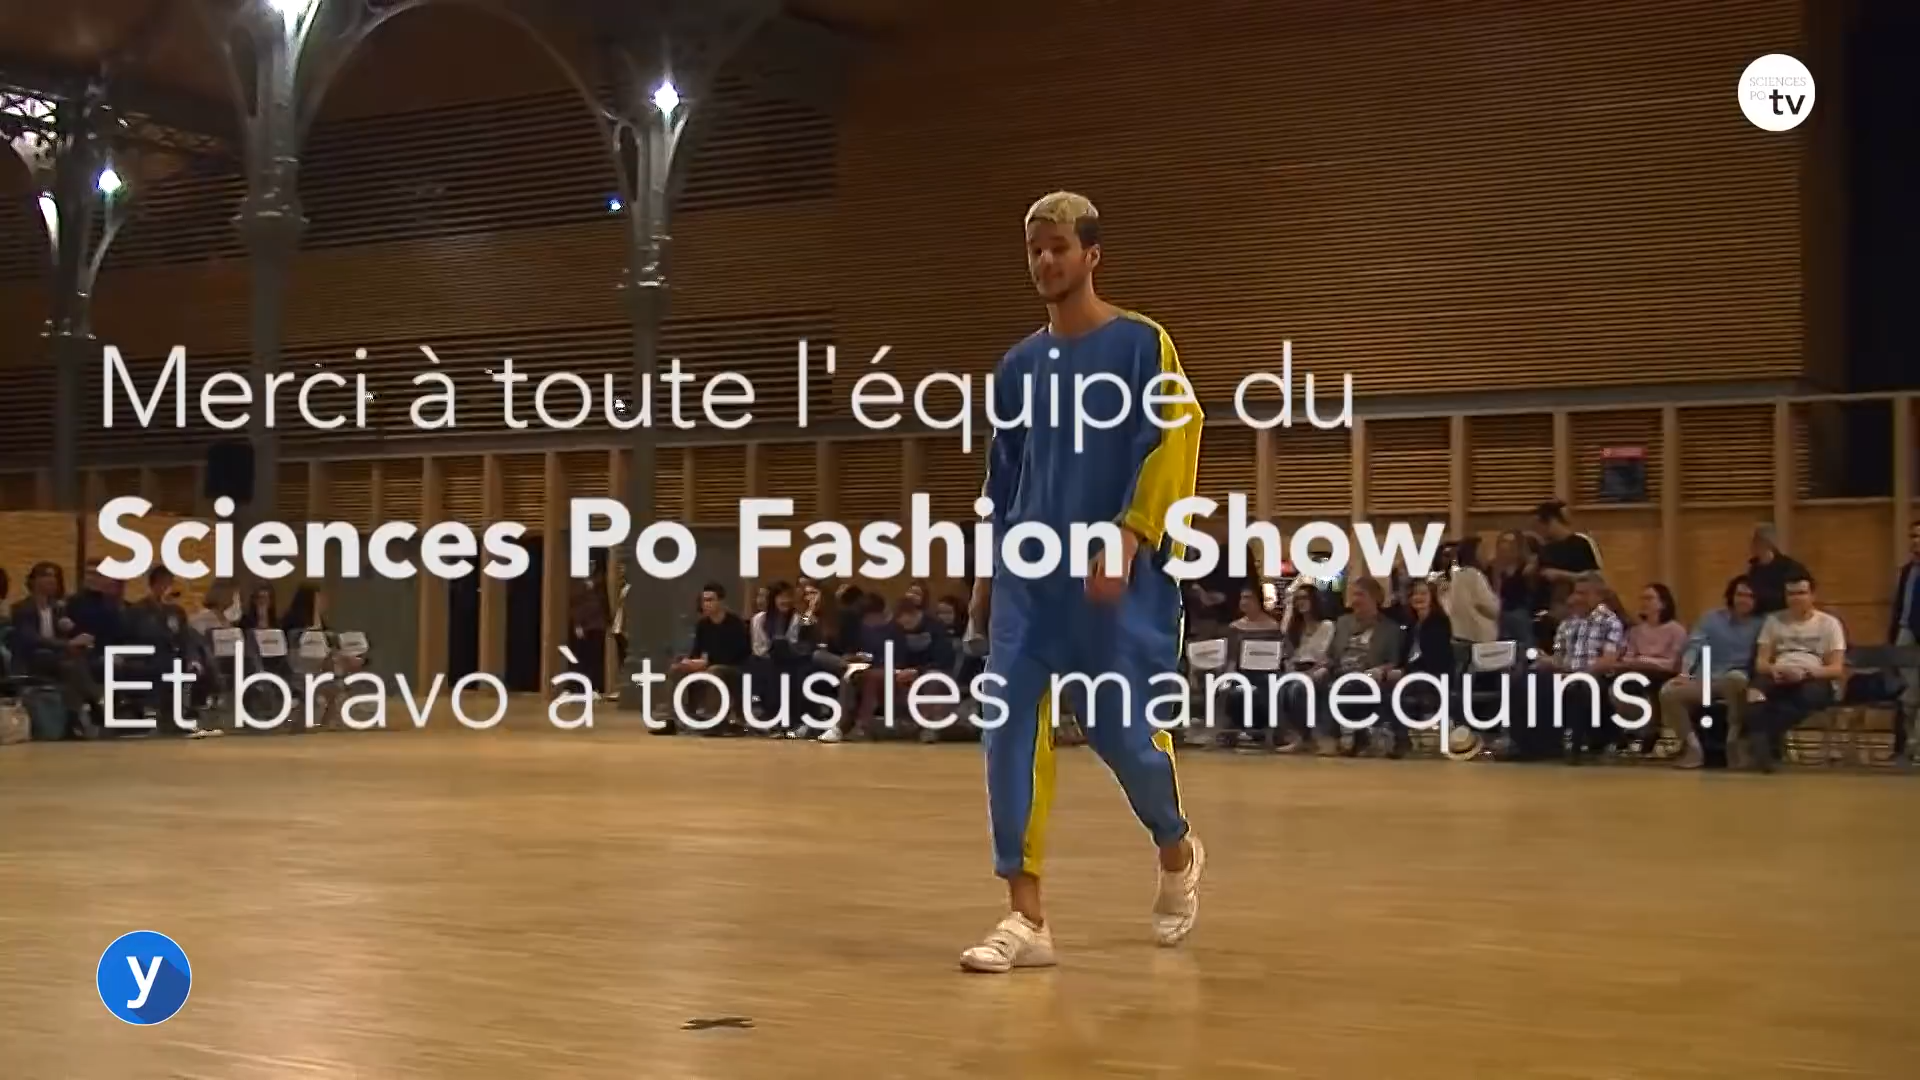 SCIENCES
PO tv
Merci à toute l'équipe du
Sciences Po Fashion Show
Et bravo à tous les mannequins !
y